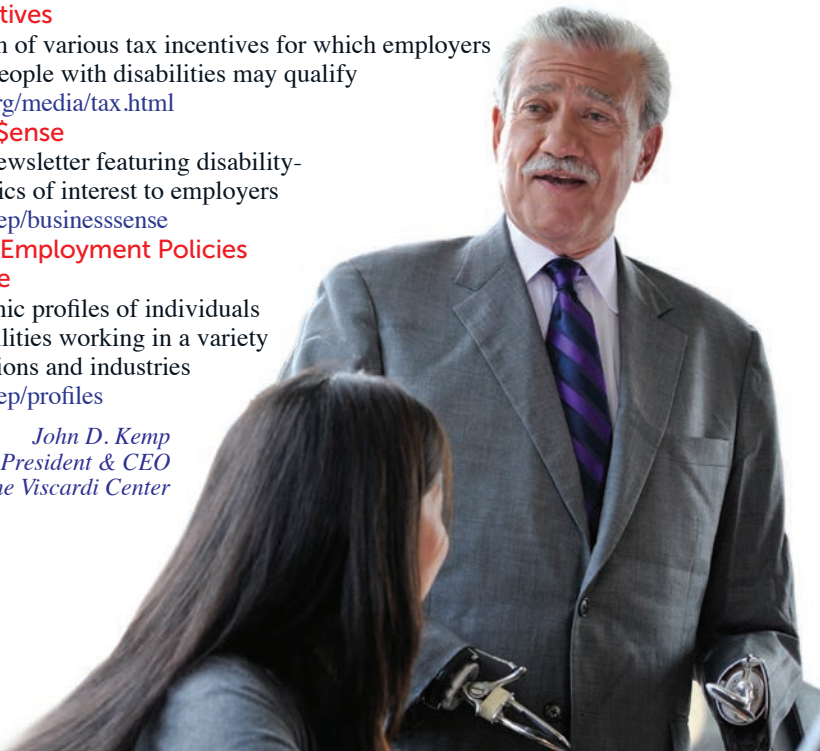 tives
n of various tax incentives for which employers
eople with disabilities may qualify
rg/media/tax.html
$ense
ewsletter featuring disability-
ics of interest to employers
ep/businesssense
Employment Policies
e
nic profiles of individuals
ilities working in a variety
ions and industries
ep/profiles
John D. Kemp
President & CEO
he Viscardi Center